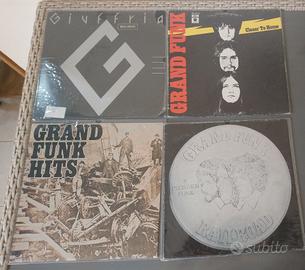 Giuffria
GRAND FUNK
Closer To Home
GRAND
FUNK
HITS
GRAND FUNK
RAILROAD
subito